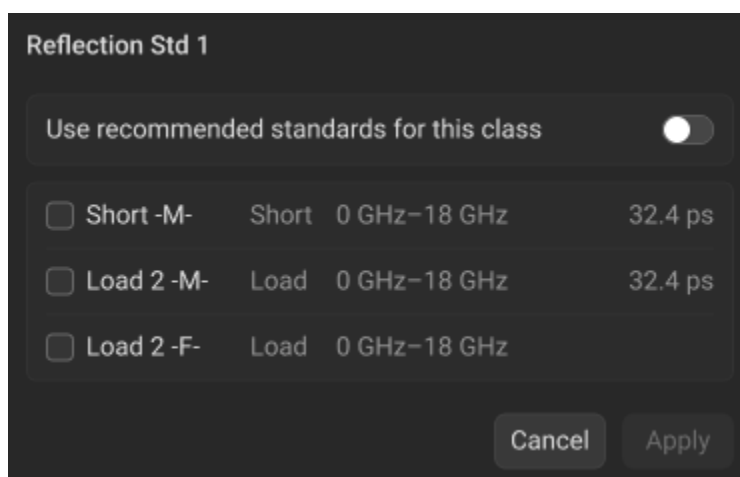 Reflection Std 1
Use recommended standards for this class
Short -M- Short 0 GHz–18 GHz 32.4 ps
Load 2 -M- Load 0 GHz–18 GHz 32.4 ps
Load 2 -F- Load 0 GHz–18 GHz
Cancel Apply